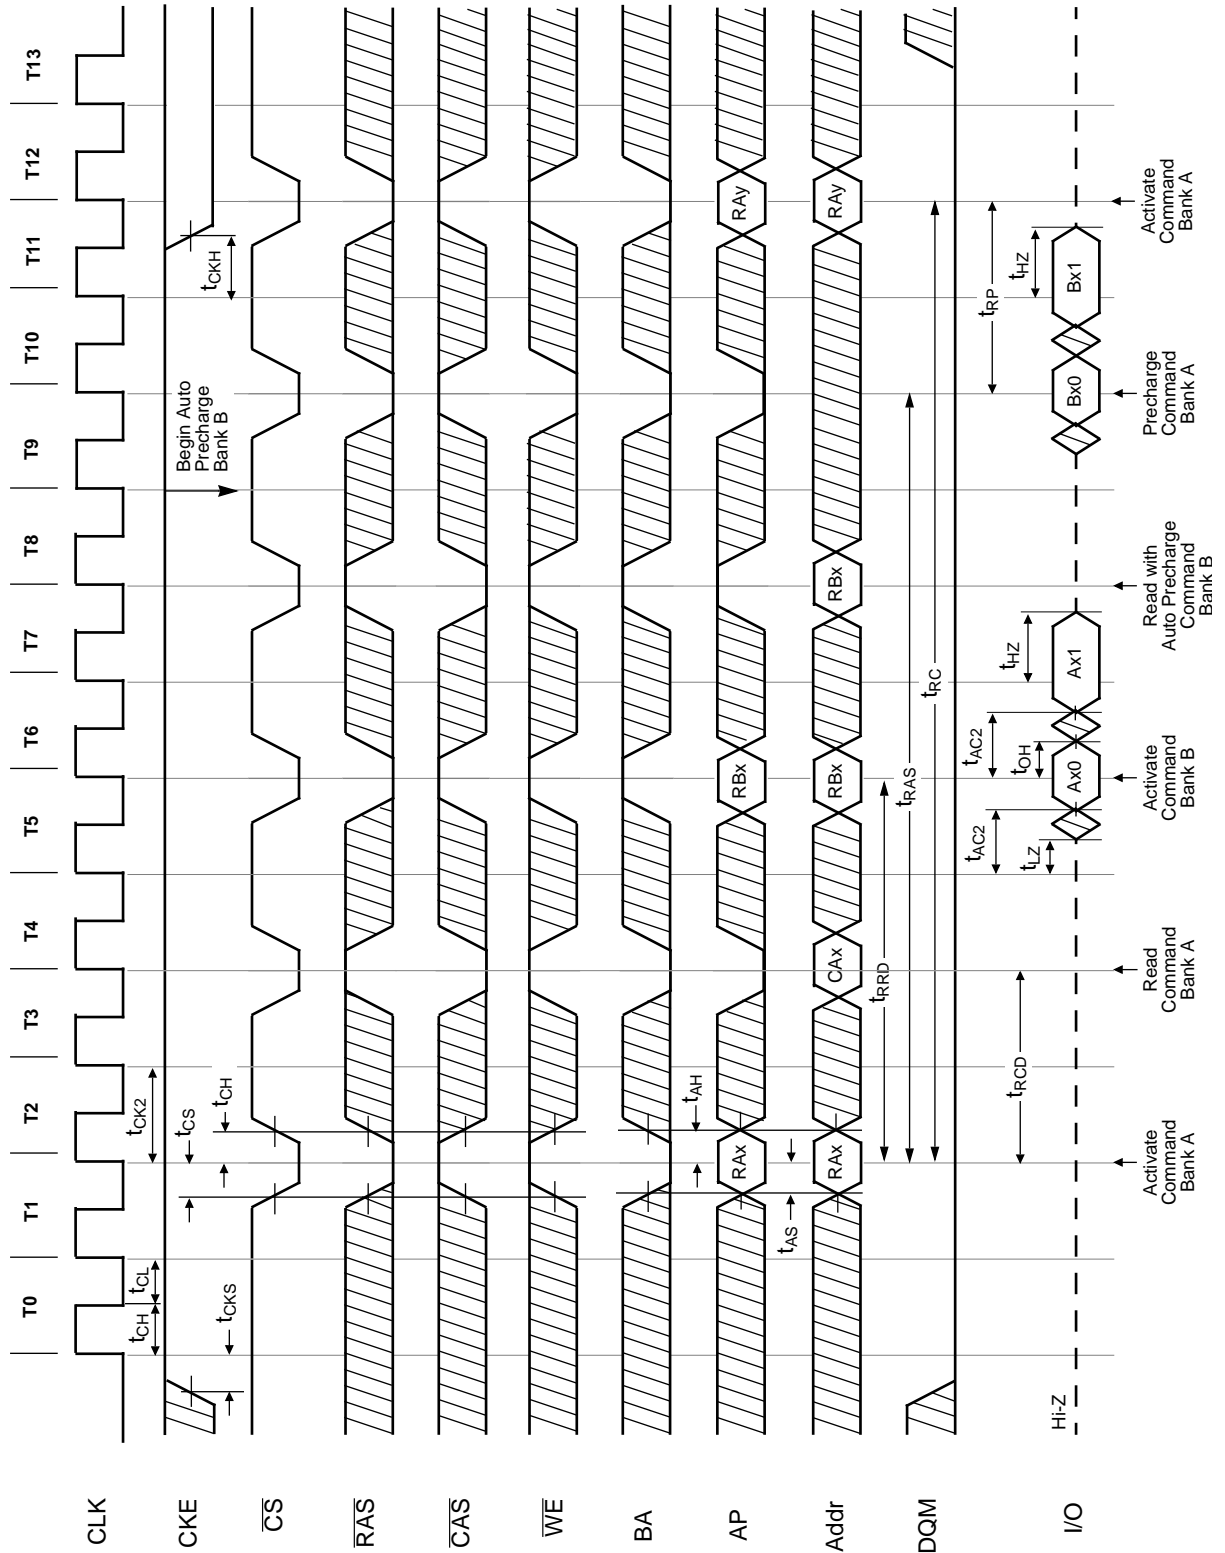 T0 T1 T2 T3 T4 T5 T6 T7 T8 T9 T10 T11 T12 T13
CLK
tCH tCL tCK2
CKE
tCKS tCS tCH
Begin Auto
Precharge
Bank B
tCKH
CS
RAS
CAS
WE
BA
tAH
AP
RAx RBx RAy
tAS
Addr
RAx CAx RBx RBx RAy
tRRD
tRAS
tRC
DQM
tRCD
tAC2 tLZ tAC2 tOH tHZ tRP tHZ
I/O
Hi-Z Ax0 Ax1 Bx0 Bx1
Activate
Command
Bank A
Read
Command
Bank A
Activate
Command
Bank B
Read with
Auto Precharge
Command
Bank B
Precharge
Command
Bank A
Activate
Command
Bank A